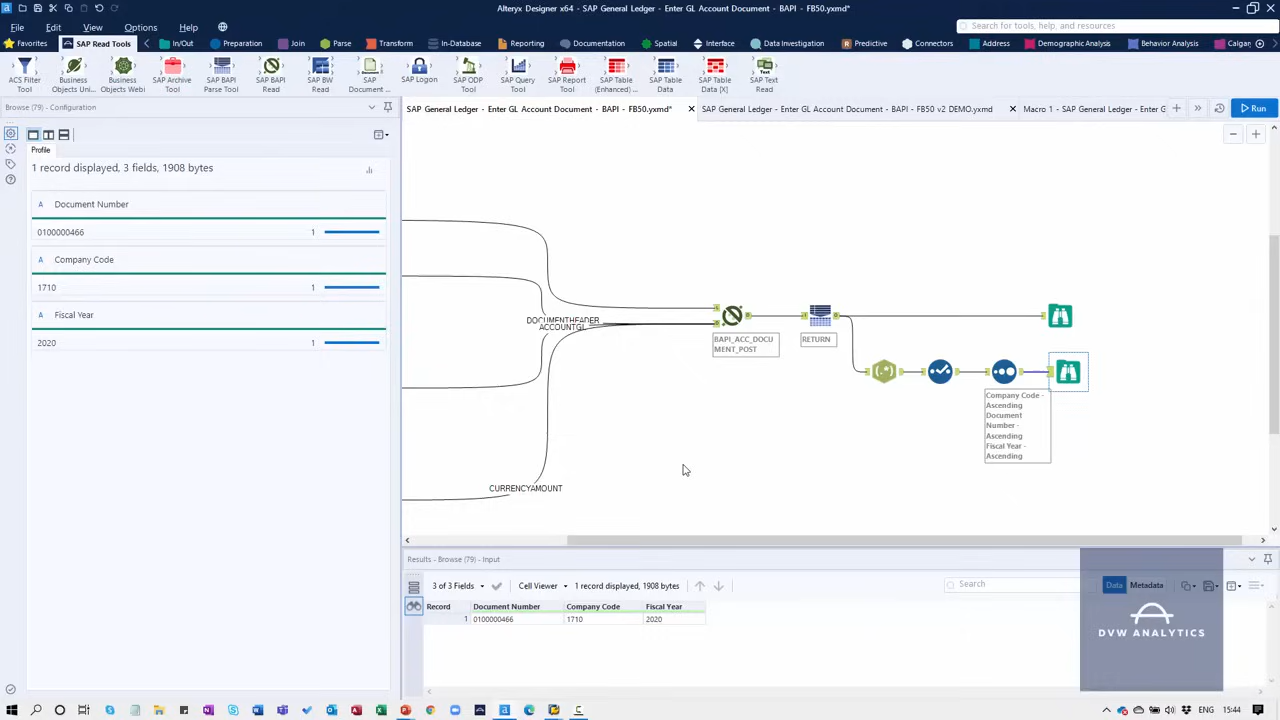 Alteryx Designer x64 - SAP General Ledger - Enter GL Account Document - BAPI - FB50.yxmd*
File Edit View Options Help
Search for tools, help, and resources
Favorites SAP Read Tools In/Out Preparation Join Parse Transform In-Database Reporting Documentation Spatial Interface Data Investigation Predictive Connectors Address Demographic Analysis Behavior Analysis Calgar
CS Filter Tool
Business Objects Uni...
Business Objects Webi
SAP Archive Tool
SAP BAPI Parse Tool
SAP BAPI Read
SAP BW Read
SAP Document ...
SAP Logon
SAP ODP Tool
SAP Query Tool
SAP Report Tool
SAP Table (Enhanced) ...
SAP Table Data
SAP Table Data [X]
SAP Text Read
Browse (79) - Configuration
SAP General Ledger - Enter GL Account Document - BAPI - FB50.yxmd*
SAP General Ledger - Enter GL Account Document - BAPI - FB50 v2 DEMO.yxmd
Macro 1 - SAP General Ledger - Enter G
Run
Profile
1 record displayed, 3 fields, 1908 bytes
A Document Number
0100000466 1
A Company Code
1710 1
A Fiscal Year
2020 1
DOCUMENTHEADER
ACCOUNTGL
BAPI_ACC_DOCU
MENT_POST
RETURN
(.*)
Company Code -
Ascending
Document
Number -
Ascending
Fiscal Year -
Ascending
CURRENCYAMOUNT
Results - Browse (79) - Input
3 of 3 Fields Cell Viewer 1 record displayed, 1908 bytes Search Data Metadata
Record Document Number Company Code Fiscal Year
1 0100000466 1710 2020
DVW ANALYTICS
ENG 15:44